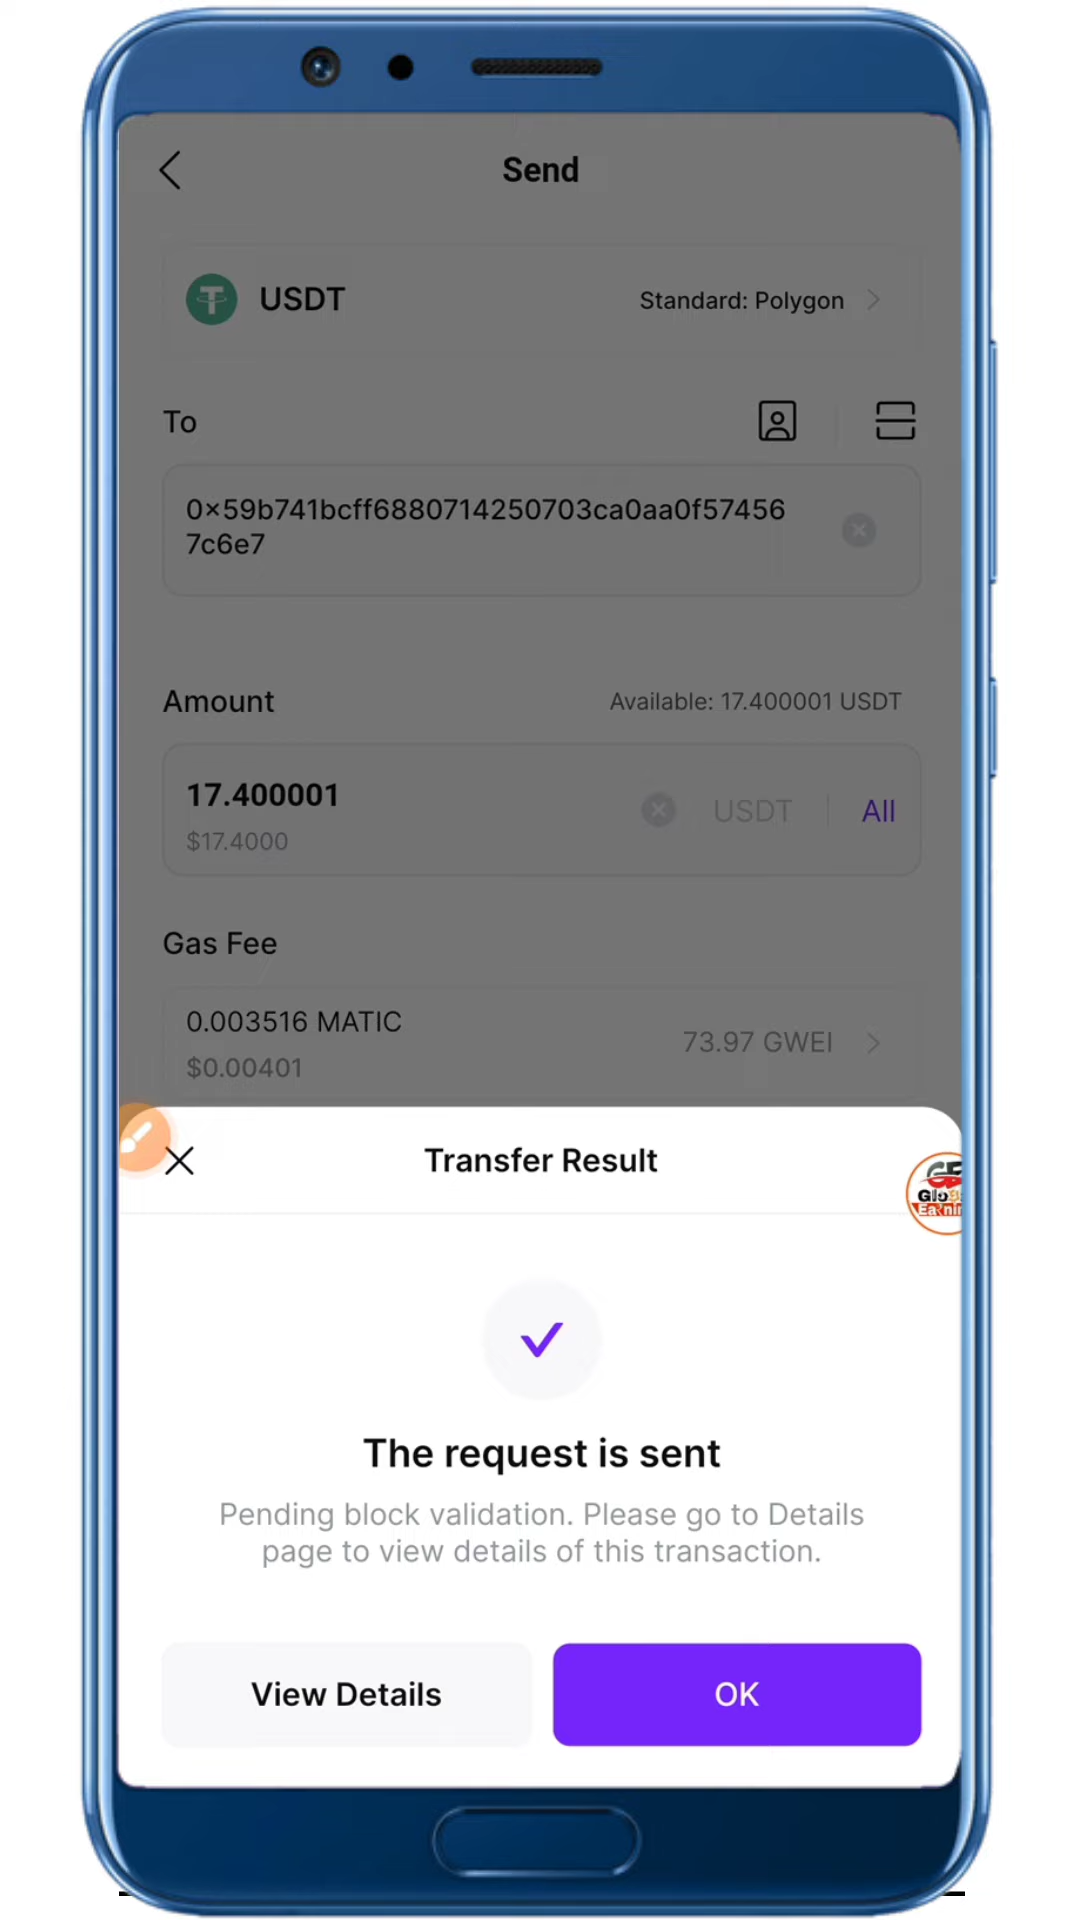 Send
USDT
Standard: Polygon
To
0×59b741bcff6880714250703ca0aa0f57456
7c6e7
Amount
Available: 17.400001 USDT
17.400001
USDT
All
$17.4000
Gas Fee
0.003516 MATIC
73.97 GWEI
$0.00401
Transfer Result
The request is sent
Pending block validation. Please go to Details
page to view details of this transaction.
View Details
OK